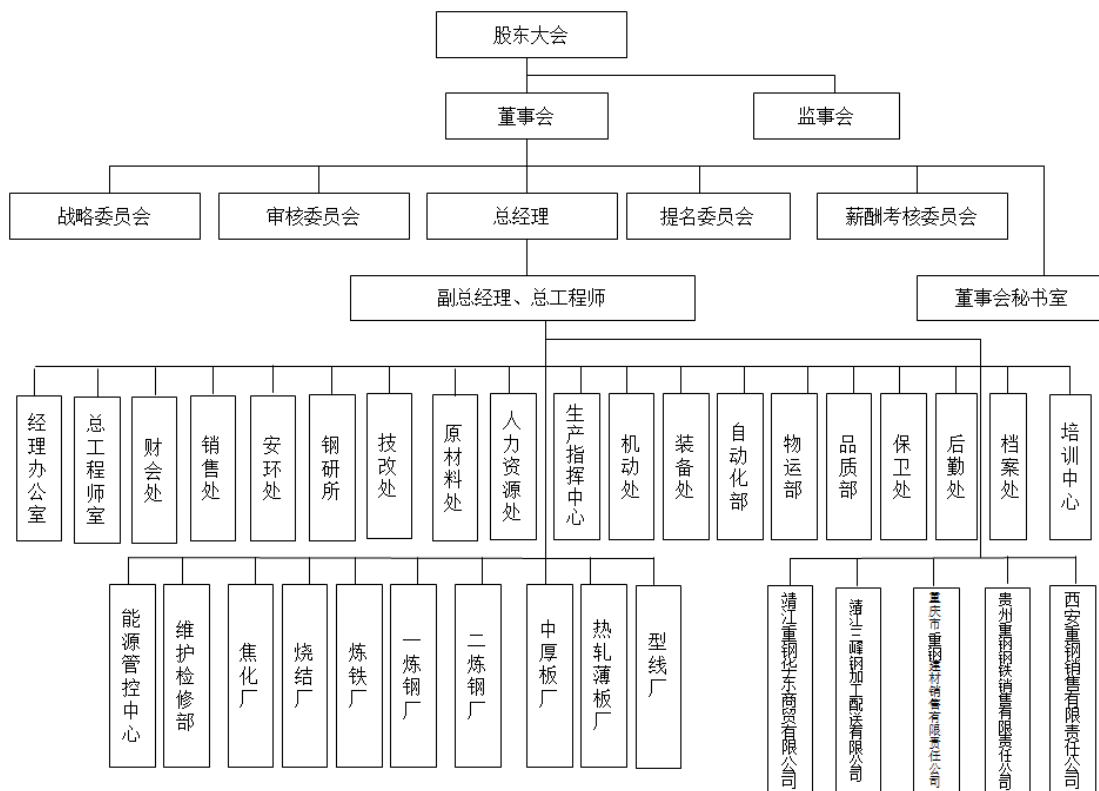 股东大会
董事会
监事会
战略委员会
审核委员会
总经理
提名委员会
薪酬考核委员会
副总经理、总工程师
董事会秘书室
经理办公室
总工程师室
财会处
销售处
安环处
钢研所
技改处
原材料处
人力资源处
生产指挥中心
机动处
装备处
自动化部
物运部
品质部
保卫处
后勤处
档案处
培训中心
能源管控中心
维护检修部
焦化厂
烧结厂
炼铁厂
一炼钢厂
二炼钢厂
中厚板厂
热轧薄板厂
型线厂
靖江重钢华东商贸有限公司
靖江三峰钢加工配送有限公司
重庆市重钢建材销售有限责任公司
贵州重钢钢铁销售有限责任公司
西安重钢销售有限责任公司